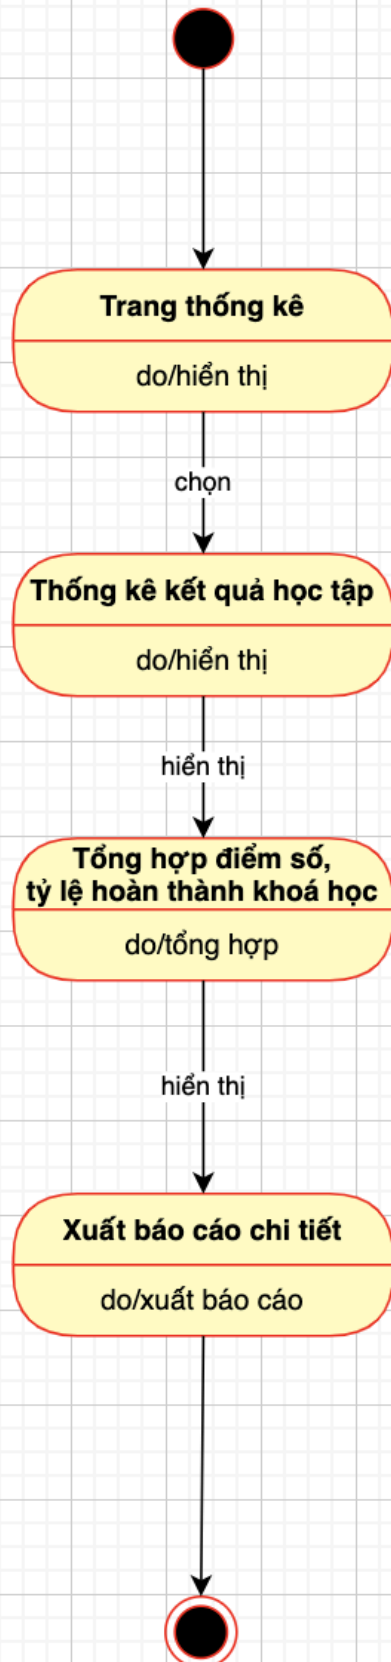 Trang thống kê
do/hiển thị
chọn
Thống kê kết quả học tập
do/hiển thị
hiển thị
Tổng hợp điểm số,
tỷ lệ hoàn thành khoá học
do/tổng hợp
hiển thị
Xuất báo cáo chi tiết
do/xuất báo cáo